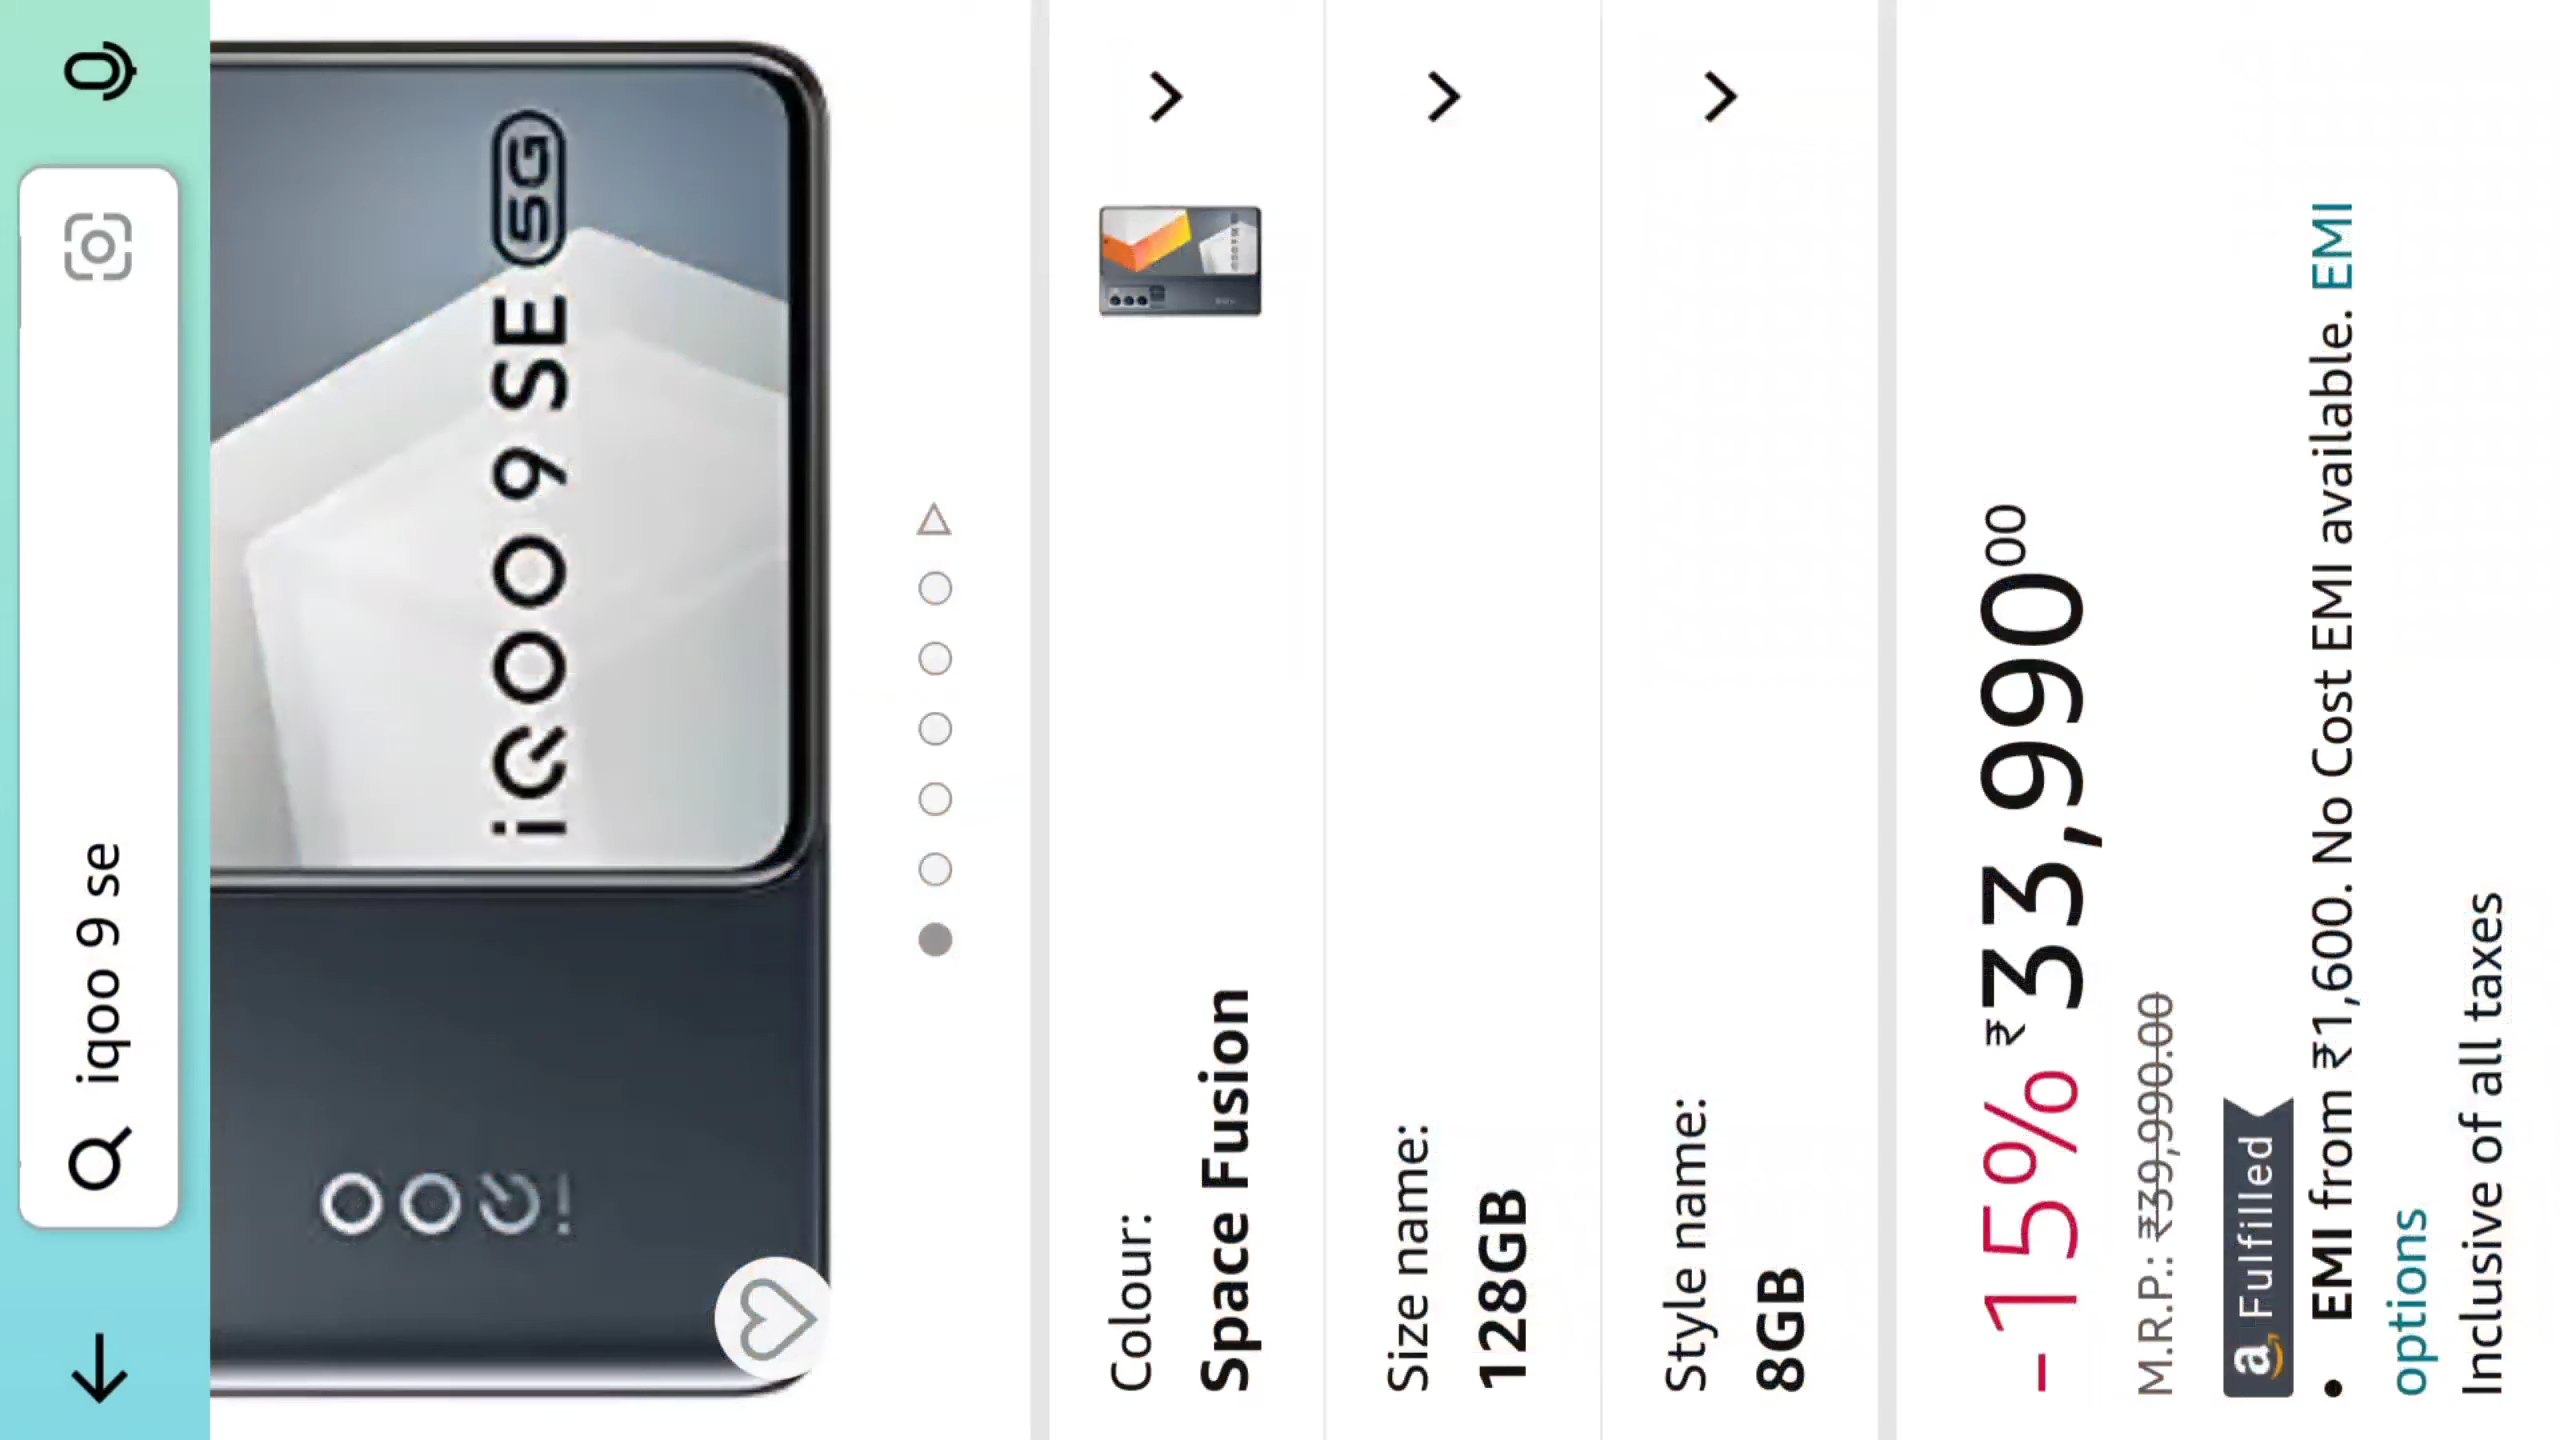 iqoo 9 se
iQOO 9 SE 5G
iQOO
Colour:
Space Fusion
Size name:
128GB
Style name:
8GB
- 15% ₹33,99000
M.R.P.: ₹39,990.00
a Fulfilled
• EMI from ₹1,600. No Cost EMI available. EMI
options
Inclusive of all taxes